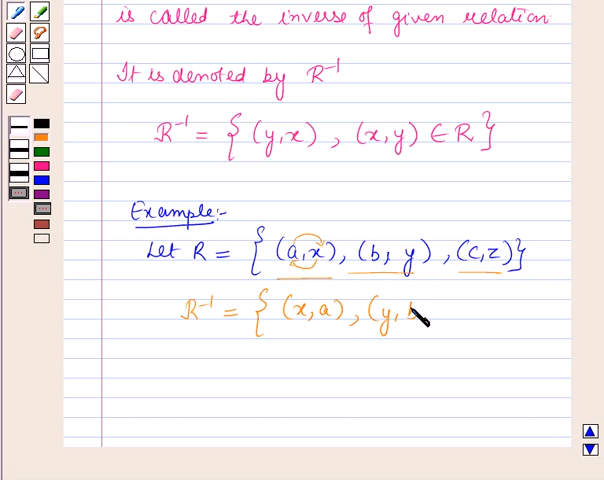 is called the inverse of given relation.
It is denoted by R⁻¹
R⁻¹ = { (y,x) , (x,y) ∈ R }
Example:-
Let R = { (a,x), (b, y) , (c,z) }
R⁻¹ = { (x,a) , (y, b